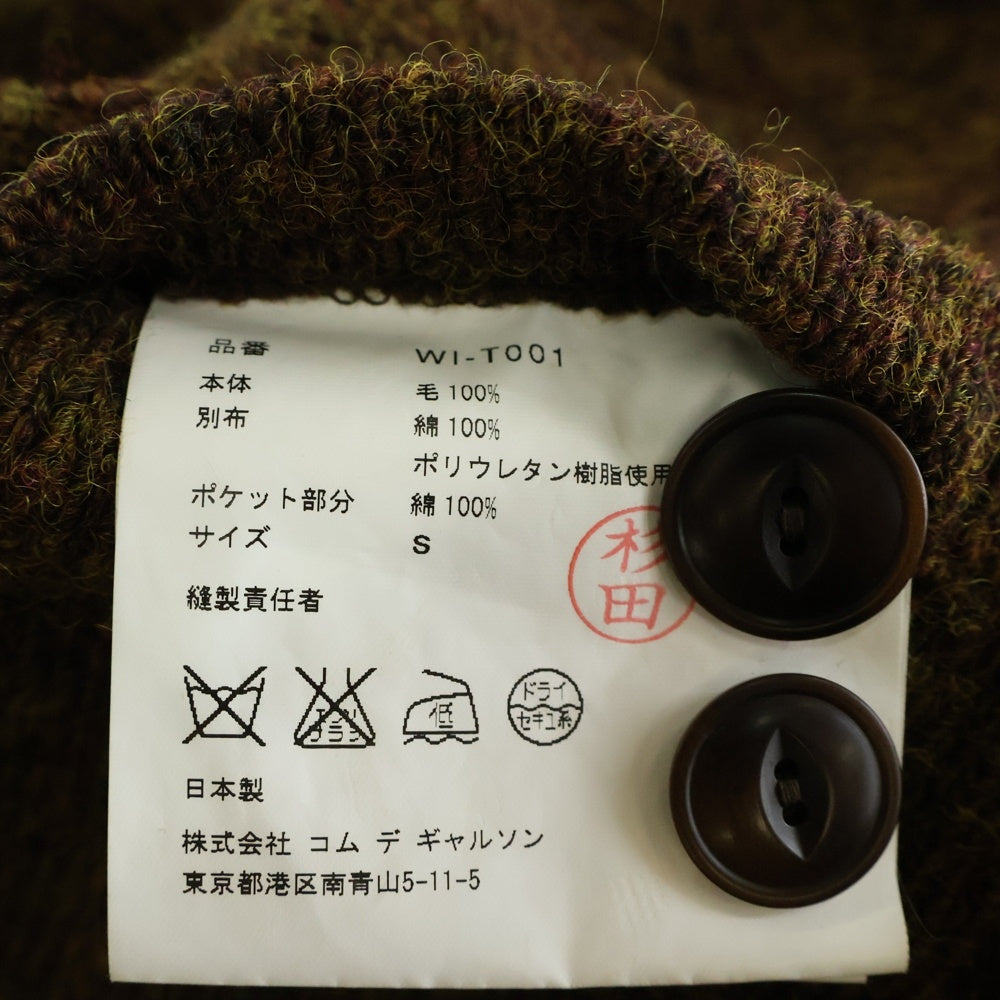 品番 WI-T001
本体 毛 100%
別布 綿 100%
ポリウレタン樹脂使用
ポケット部分 綿 100%
サイズ S
杉田
縫製責任者
低
ドライ
セキユ系
日本製
株式会社 コム デ ギャルソン
東京都港区南青山5-11-5